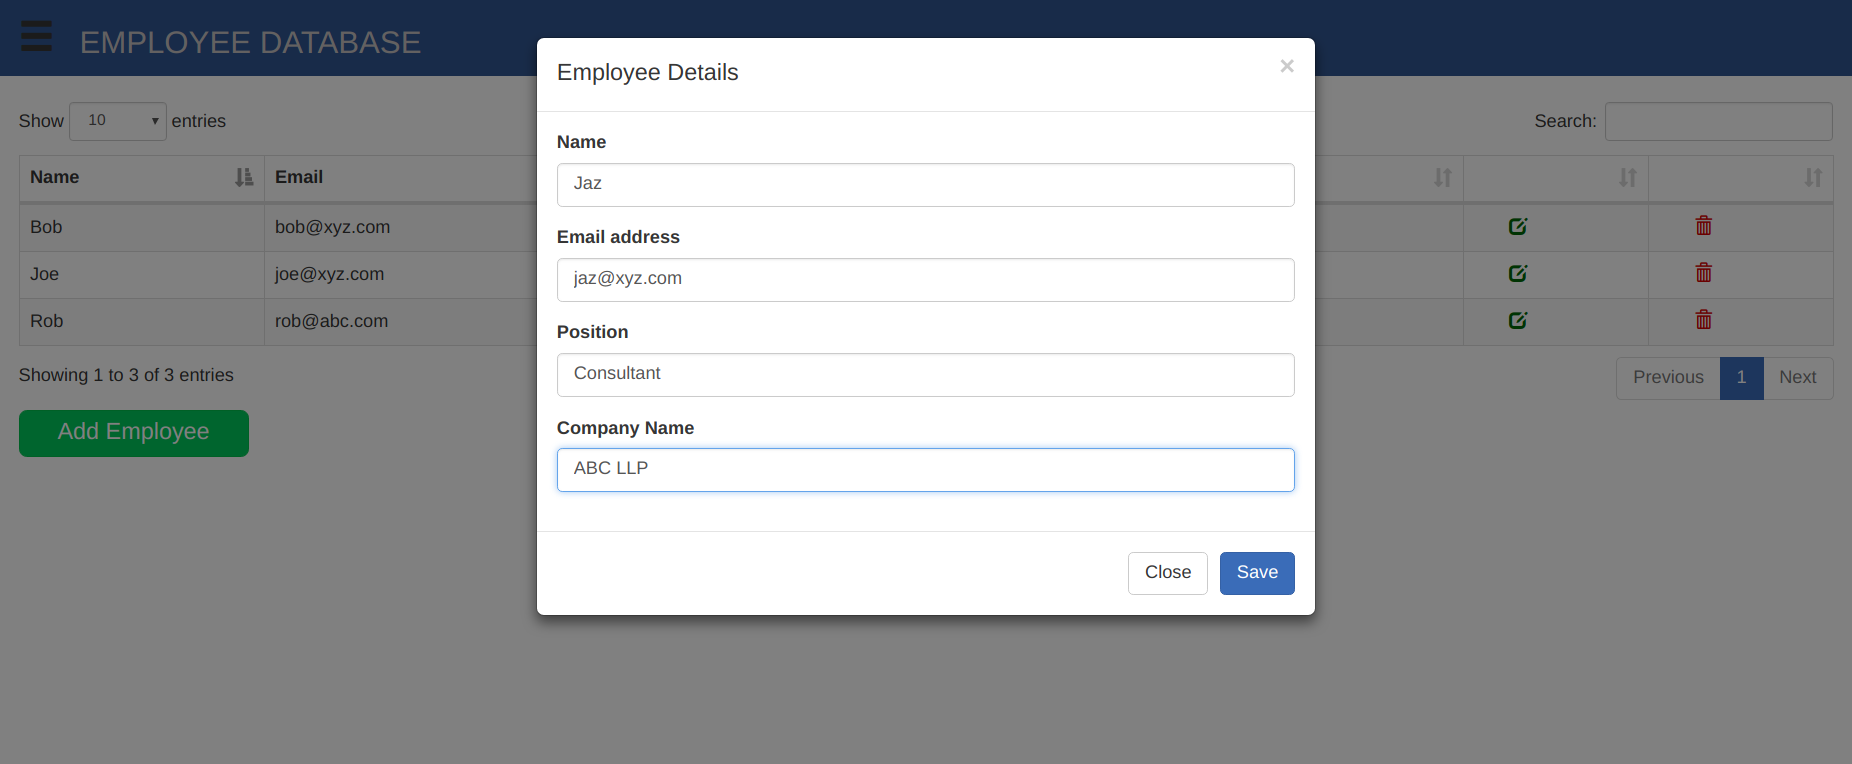 EMPLOYEE DATABASE
Employee Details ×
Show 10 entries Search:
Name Email
Bob bob@xyz.com
Joe joe@xyz.com
Rob rob@abc.com
Showing 1 to 3 of 3 entries Previous 1 Next
Add Employee
Name
Jaz
Email address
jaz@xyz.com
Position
Consultant
Company Name
ABC LLP
Close Save